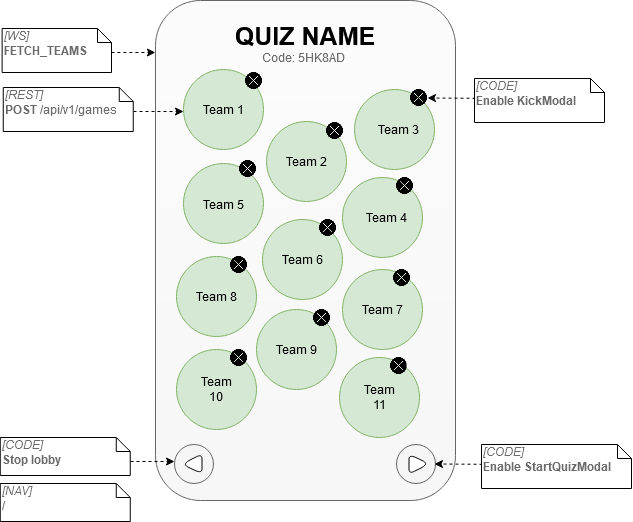 [WS]
FETCH_TEAMS
QUIZ NAME
Code: 5HK8AD
[REST]
POST /api/v1/games
[CODE]
Enable KickModal
Team 1
Team 2
Team 3
Team 5
Team 4
Team 6
Team 8
Team 7
Team 9
Team
10
Team
11
[CODE]
Stop lobby
[NAV]
/
[CODE]
Enable StartQuizModal